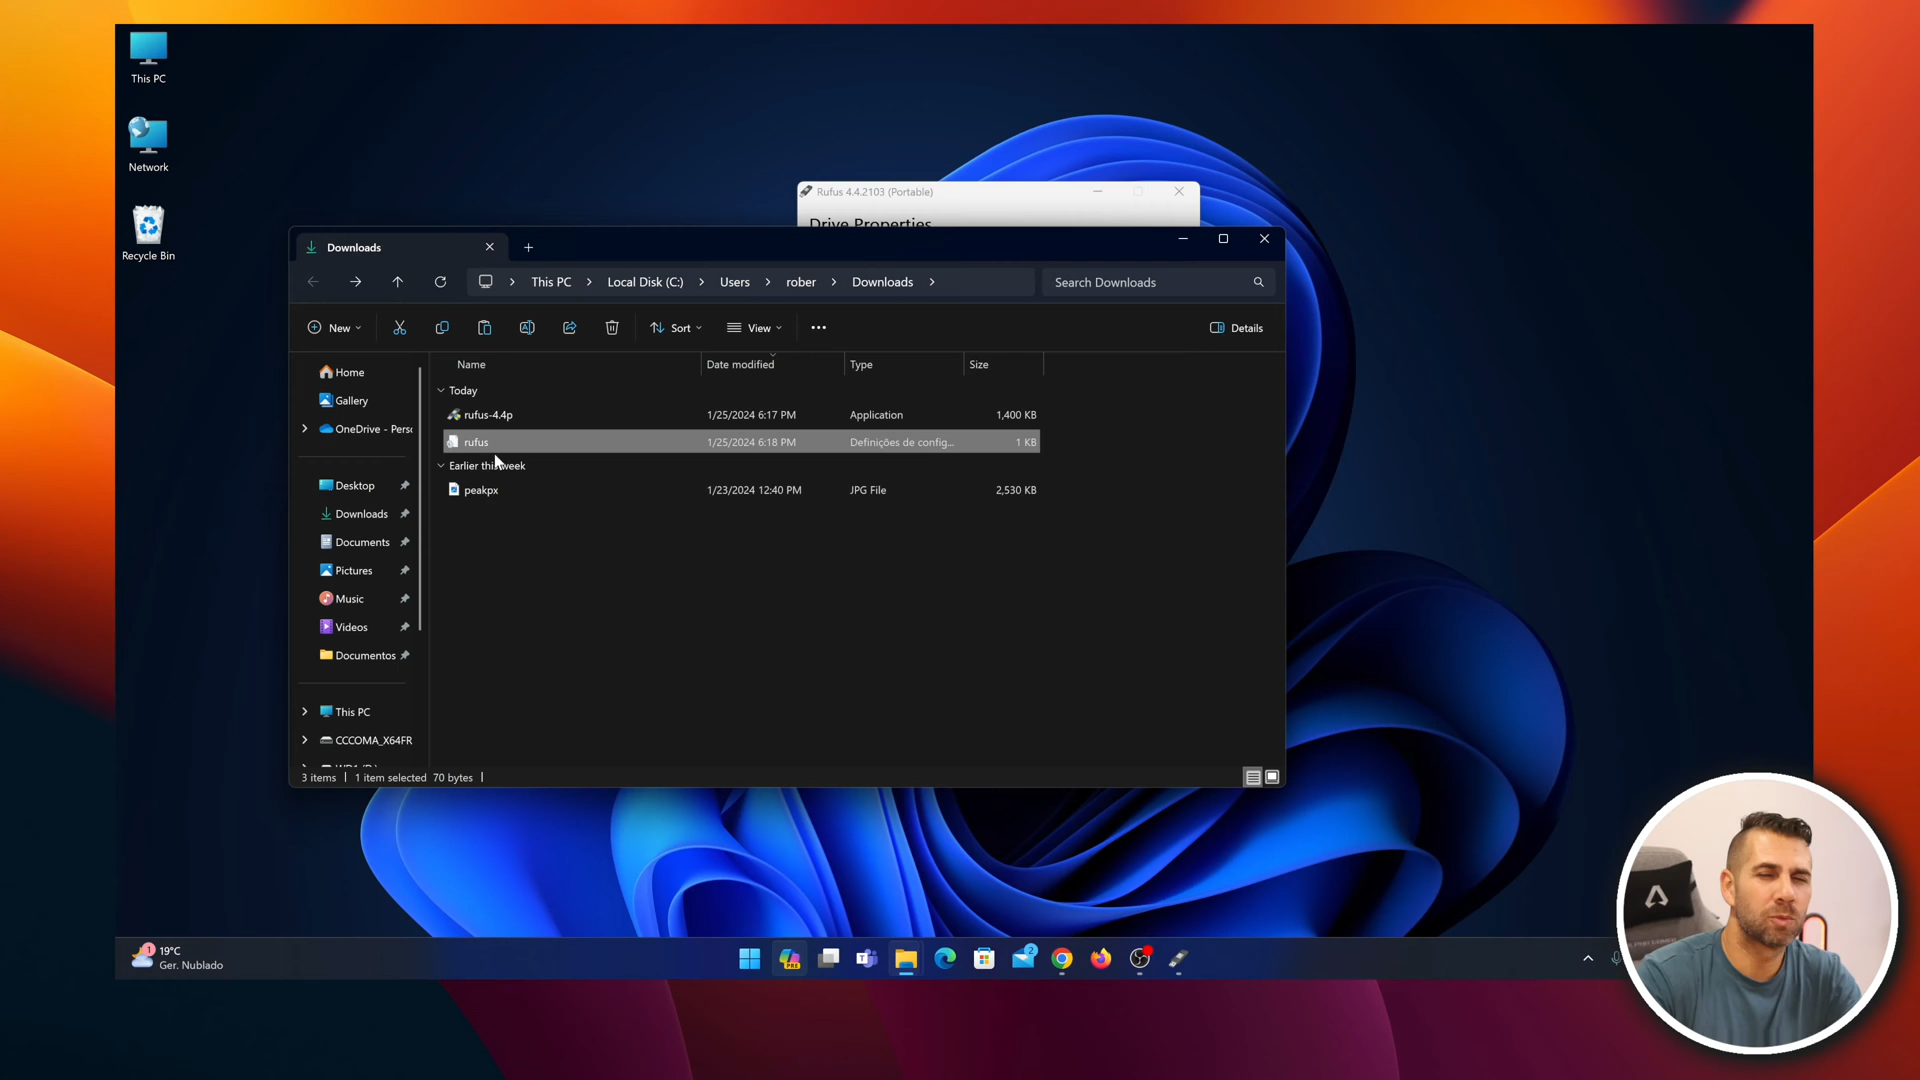 This PC
Network
Recycle Bin
Rufus 4.4.2103 (Portable)
Drive Properties
Downloads
This PC > Local Disk (C:) > Users > rober > Downloads >
Search Downloads
New
Sort
View
Details
Name Date modified Type Size
Today
rufus-4.4p 1/25/2024 6:17 PM Application 1,400 KB
rufus 1/25/2024 6:18 PM Definições de config... 1 KB
Earlier this week
peakpx 1/23/2024 12:40 PM JPG File 2,530 KB
Home
Gallery
OneDrive - Perso
Desktop
Downloads
Documents
Pictures
Music
Videos
Documentos
This PC
CCCOMA_X64FR
3 items 1 item selected 70 bytes
1
19°C
Ger. Nublado
PRE
2